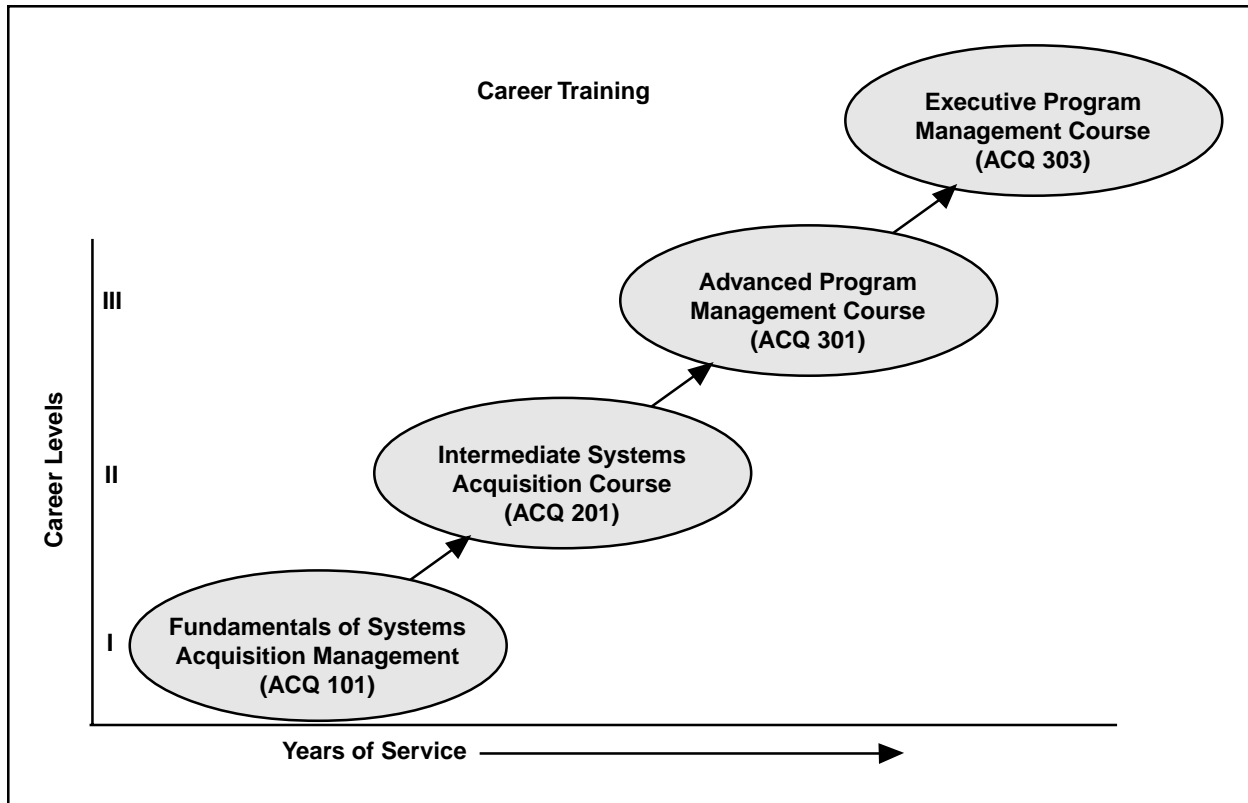 Career Training
Executive Program
Management Course
(ACQ 303)
Advanced Program
Management Course
(ACQ 301)
III
Intermediate Systems
Acquisition Course
(ACQ 201)
II
Fundamentals of Systems
Acquisition Management
(ACQ 101)
I
Career Levels
Years of Service